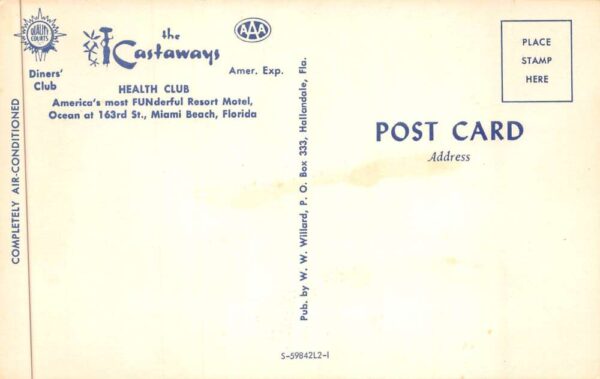 QUALITY
COURTS
the
Castaways
AAA
Diners'
Club
Amer. Exp.
HEALTH CLUB
America's most FUNderful Resort Motel,
Ocean at 163rd St., Miami Beach, Florida
COMPLETELY AIR-CONDITIONED
Pub. by W. W. Willard, P. O. Box 333, Hallandale, Fla.
PLACE
STAMP
HERE
POST CARD
Address
S-59842L2-1